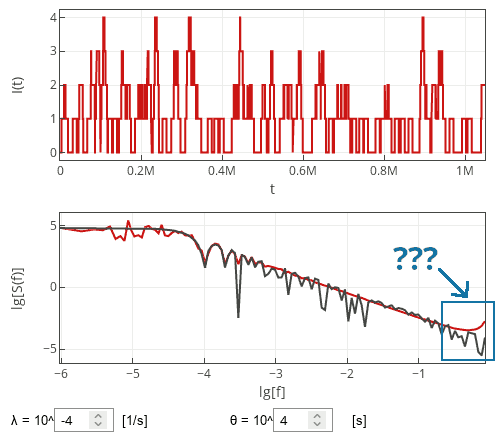 4
3
2
1
0
I(t)
0 0.2M 0.4M 0.6M 0.8M 1M
t
5
0
−5
lg[S(f)]
???
−6 −5 −4 −3 −2 −1
lg[f]
λ = 10^ -4 [1/s] θ = 10^ 4 [s]